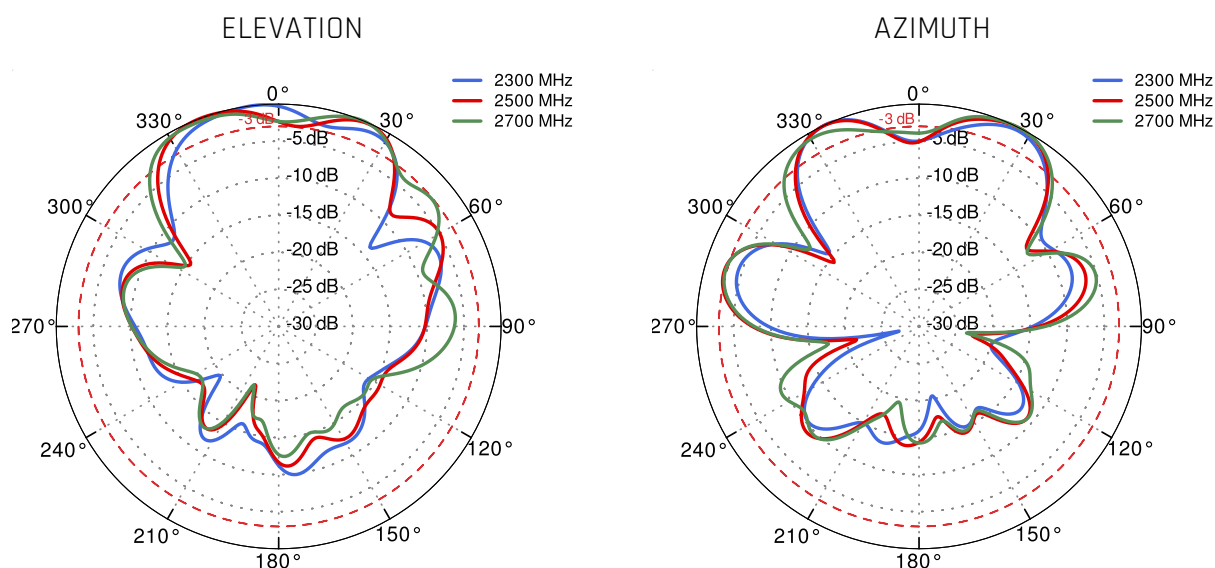 ELEVATION
AZIMUTH
2300 MHz
2500 MHz
2700 MHz
0°
330°
30°
-3 dB
-5 dB
-10 dB
300°
60°
-15 dB
-20 dB
-25 dB
270°
-30 dB
90°
240°
120°
210°
150°
180°
2300 MHz
2500 MHz
2700 MHz
0°
330°
30°
-3 dB
-10 dB
300°
60°
-15 dB
-20 dB
-25 dB
270°
-30 dB
90°
240°
120°
210°
150°
180°